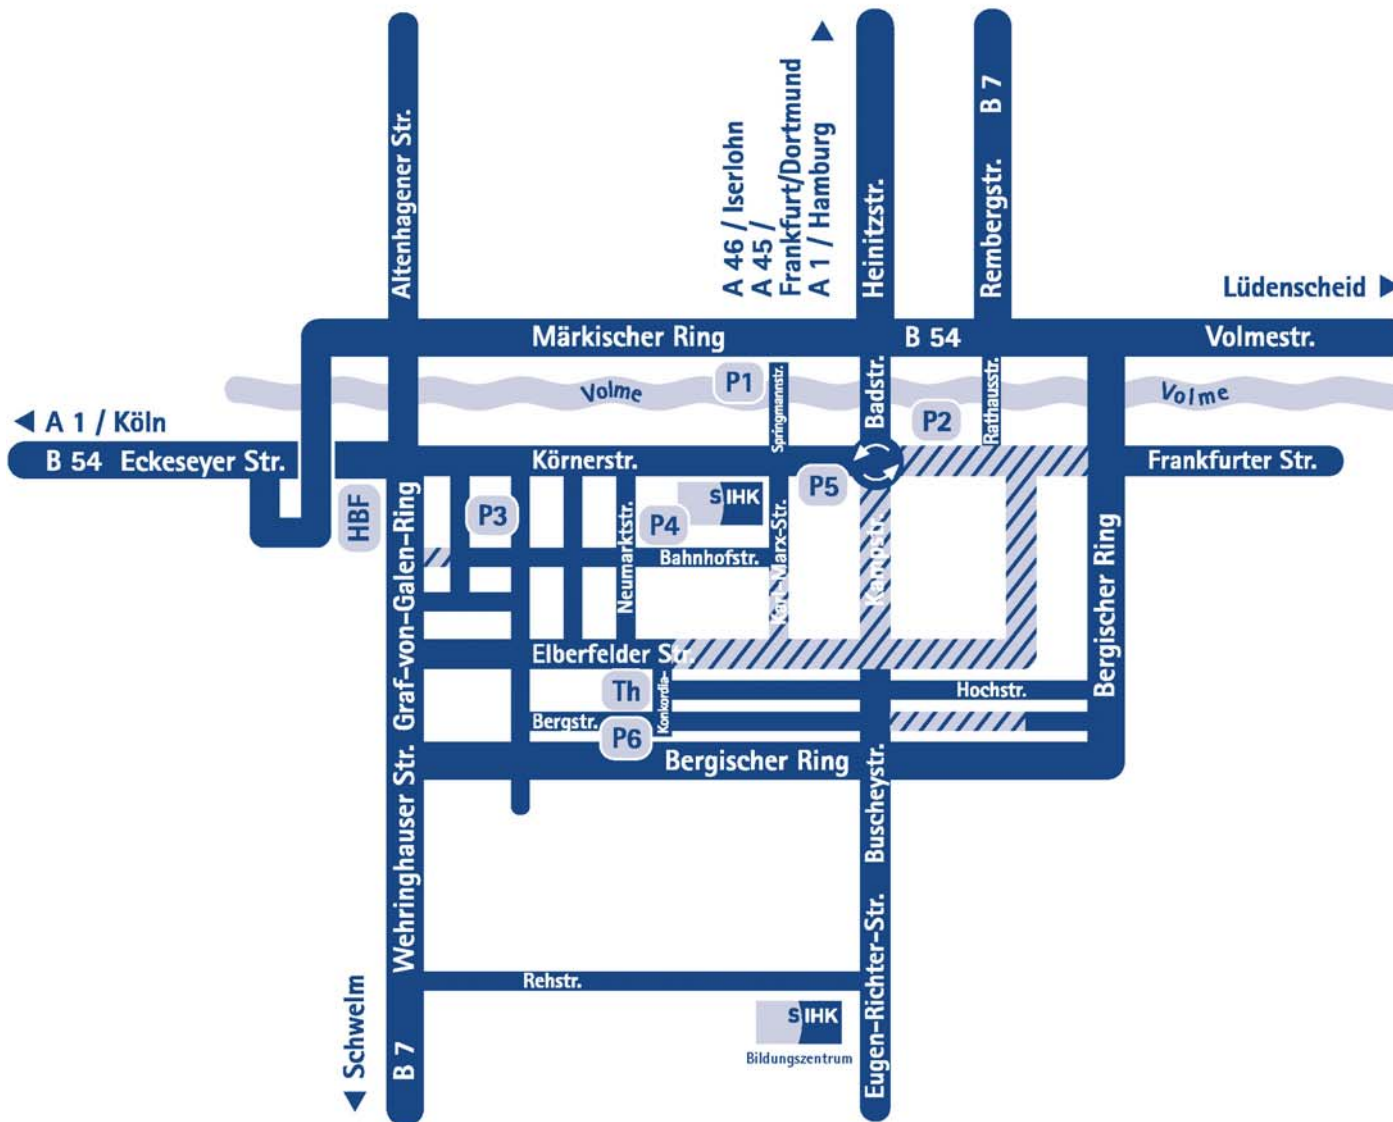 Altenhagener Str.
A 46 / Iserlohn
A 45 /
Frankfurt/Dortmund
A 1 / Hamburg
Heinitzstr.
Rembergstr. B 7
Lüdenscheid
Märkischer Ring
B 54
Volmestr.
Volme
P1
Springmannstr.
Badstr.
P2
Rathausstr.
Volme
A 1 / Köln
B 54 Eckeseyer Str.
Körnerstr.
Frankfurter Str.
HBF
Graf-von-Galen-Ring
P3
Neumarktstr.
P4
S IHK
Karl-Marx-Str.
P5
Kampstr.
Bahnhofstr.
Bergischer Ring
Elberfelder Str.
Th
Konkordia-
Hochstr.
Bergstr.
P6
Bergischer Ring
Wehringhauser Str.
Buscheystr.
Rehstr.
S IHK
Bildungszentrum
Eugen-Richter-Str.
Schwelm
B 7